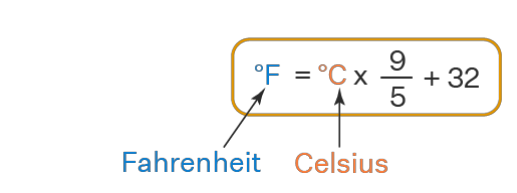 °F = °C x 9/5 + 32
Fahrenheit Celsius